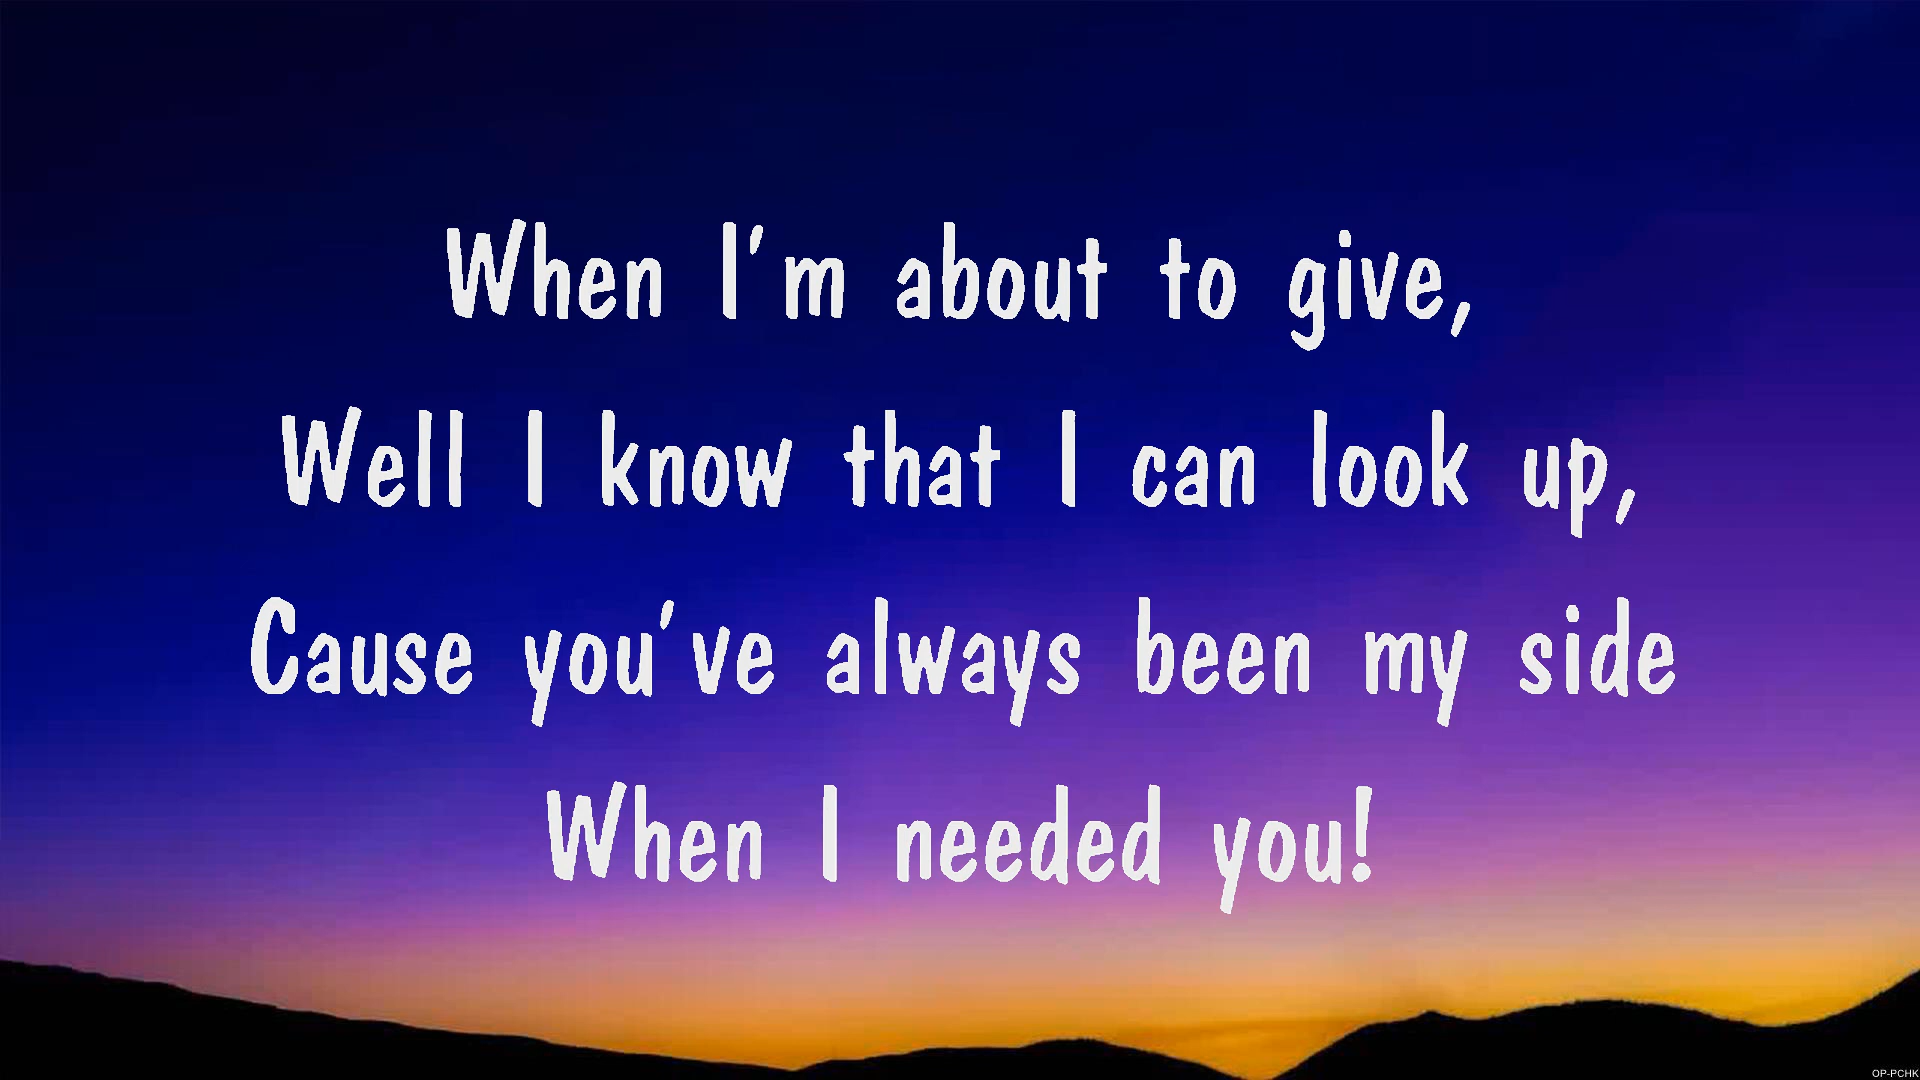 When I'm about to give,
Well I know that I can look up,
Cause you've always been my side
When I needed you!
OP-PCHK